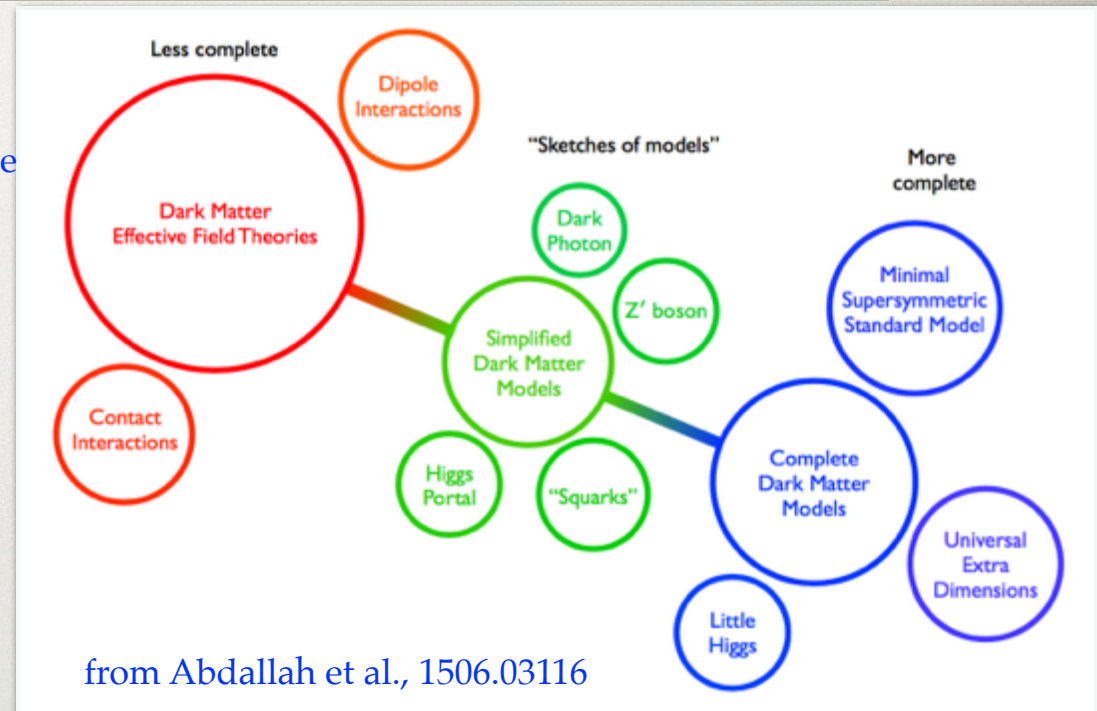 Less complete
Dipole
Interactions
"Sketches of models"
More
complete
e
Dark Matter
Effective Field Theories
Dark
Photon
Z′ boson
Minimal
Supersymmetric
Standard Model
Simplified
Dark Matter
Models
Contact
Interactions
Higgs
Portal
"Squarks"
Complete
Dark Matter
Models
Universal
Extra
Dimensions
Little
Higgs
from Abdallah et al., 1506.03116